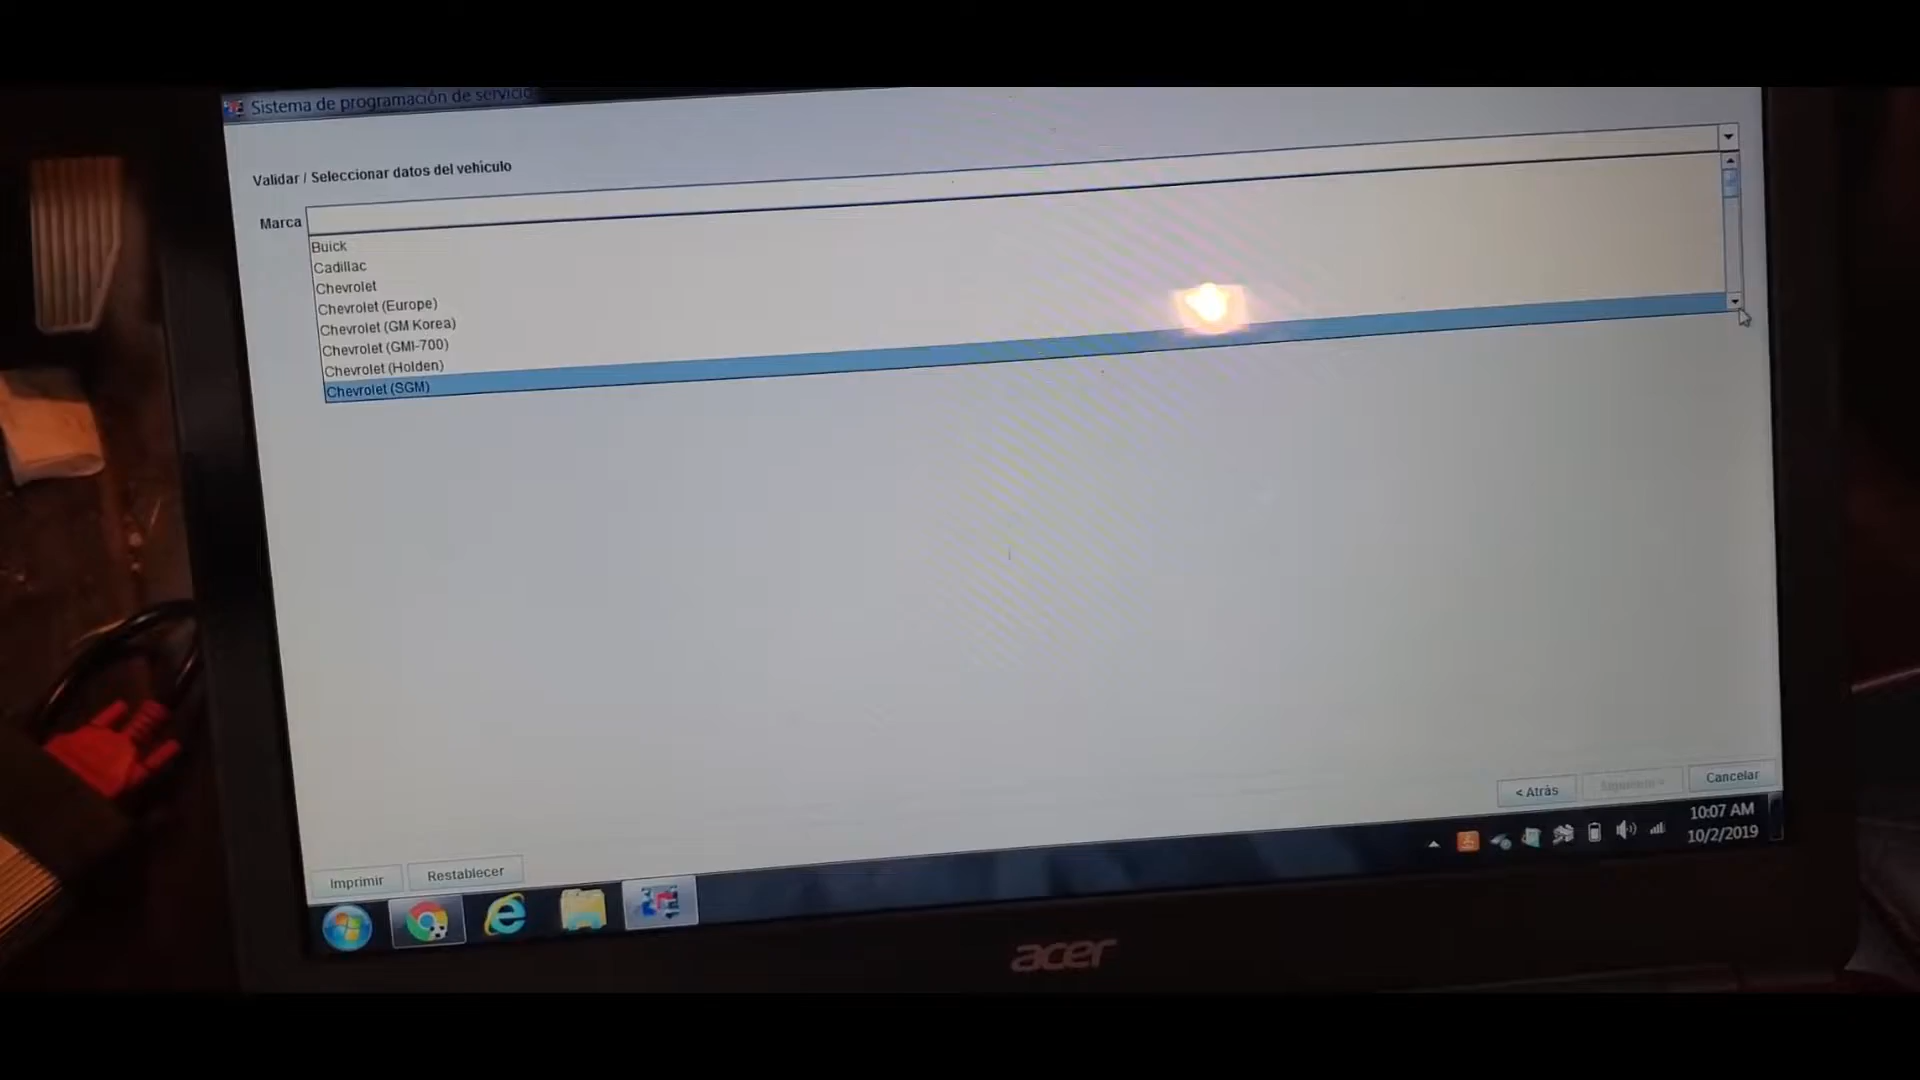 Sistema de programación de servicio
Validar / Seleccionar datos del vehículo
Marca
Buick
Cadillac
Chevrolet
Chevrolet (Europe)
Chevrolet (GM Korea)
Chevrolet (GMI-700)
Chevrolet (Holden)
Chevrolet (SGM)
< Atrás
Siguiente >
Cancelar
Imprimir
Restablecer
10:07 AM
10/2/2019
acer